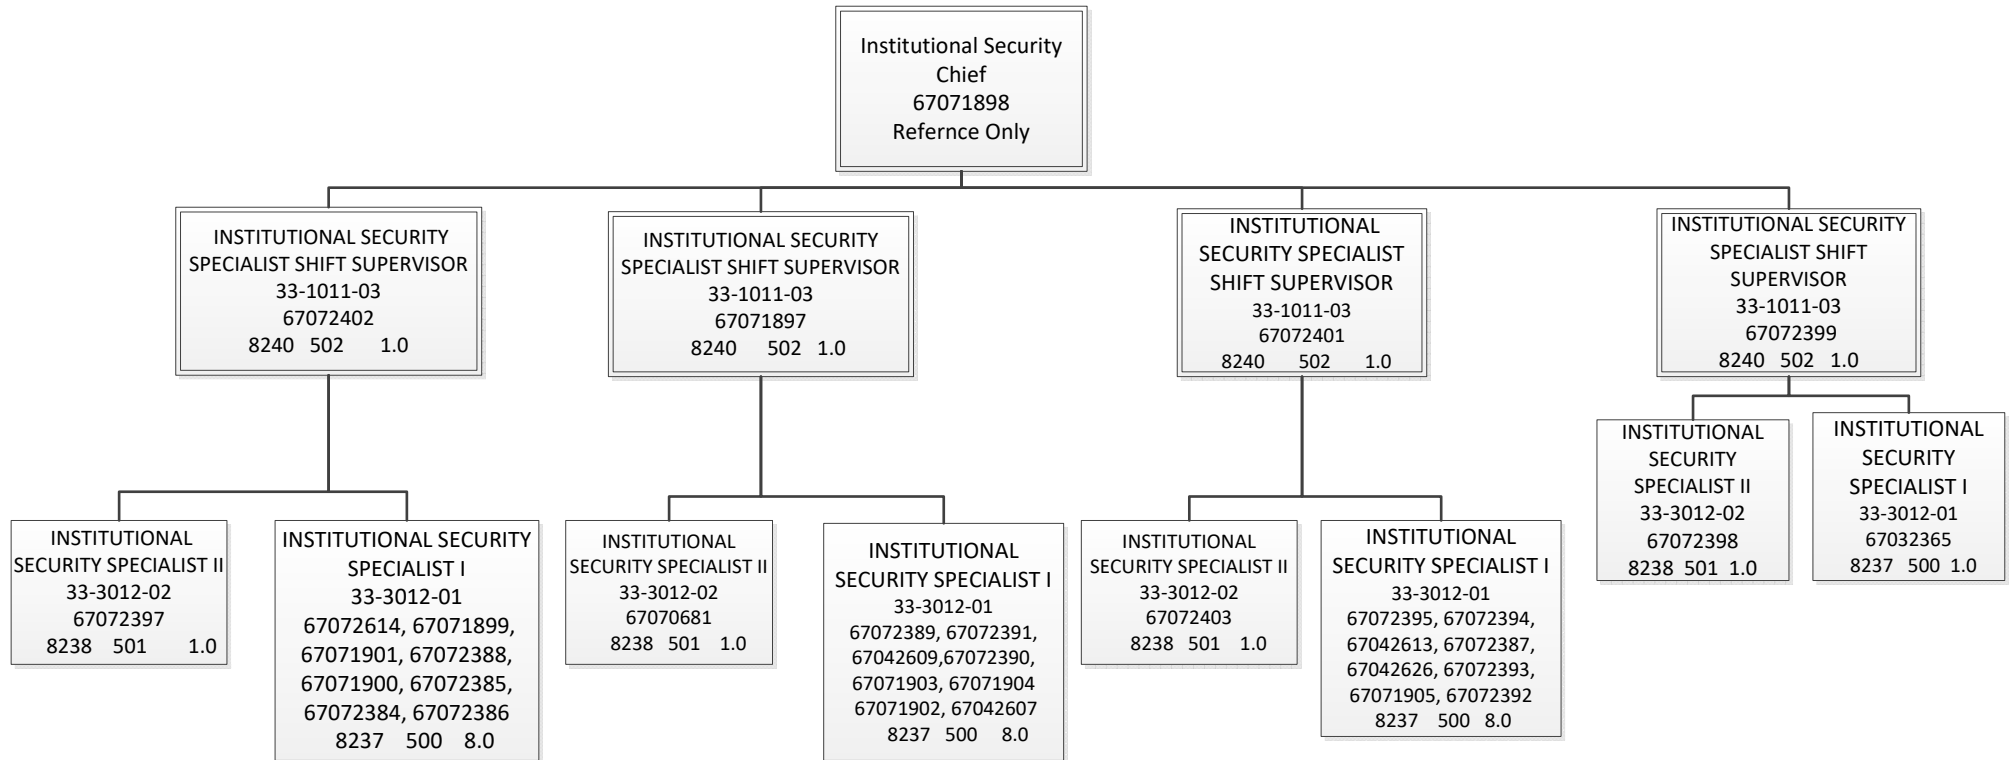 Institutional Security
Chief
67071898
Refernce Only
INSTITUTIONAL SECURITY
SPECIALIST SHIFT SUPERVISOR
33-1011-03
67072402
8240 502 1.0
INSTITUTIONAL SECURITY
SPECIALIST SHIFT SUPERVISOR
33-1011-03
67071897
8240 502 1.0
INSTITUTIONAL
SECURITY SPECIALIST
SHIFT SUPERVISOR
33-1011-03
67072401
8240 502 1.0
INSTITUTIONAL SECURITY
SPECIALIST SHIFT
SUPERVISOR
33-1011-03
67072399
8240 502 1.0
INSTITUTIONAL
SECURITY SPECIALIST II
33-3012-02
67072397
8238 501 1.0
INSTITUTIONAL SECURITY
SPECIALIST I
33-3012-01
67072614, 67071899,
67071901, 67072388,
67071900, 67072385,
67072384, 67072386
8237 500 8.0
INSTITUTIONAL
SECURITY SPECIALIST II
33-3012-02
67070681
8238 501 1.0
INSTITUTIONAL
SECURITY SPECIALIST I
33-3012-01
67072389, 67072391,
67042609,67072390,
67071903, 67071904
67071902, 67042607
8237 500 8.0
INSTITUTIONAL
SECURITY SPECIALIST II
33-3012-02
67072403
8238 501 1.0
INSTITUTIONAL
SECURITY SPECIALIST I
33-3012-01
67072395, 67072394,
67042613, 67072387,
67042626, 67072393,
67071905, 67072392
8237 500 8.0
INSTITUTIONAL
SECURITY
SPECIALIST II
33-3012-02
67072398
8238 501 1.0
INSTITUTIONAL
SECURITY
SPECIALIST I
33-3012-01
67032365
8237 500 1.0